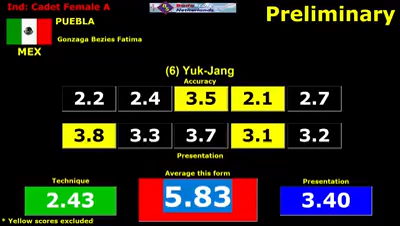 Ind: Cadet Female A
Preliminary
PUEBLA
Gonzaga Bezies Fatima
MEX
(6) Yuk-Jang
Accuracy
2.2 2.4 3.5 2.1 2.7
3.8 3.3 3.7 3.1 3.2
Presentation
Technique
Average this form
Presentation
2.43
5.83
3.40
* Yellow scores excluded